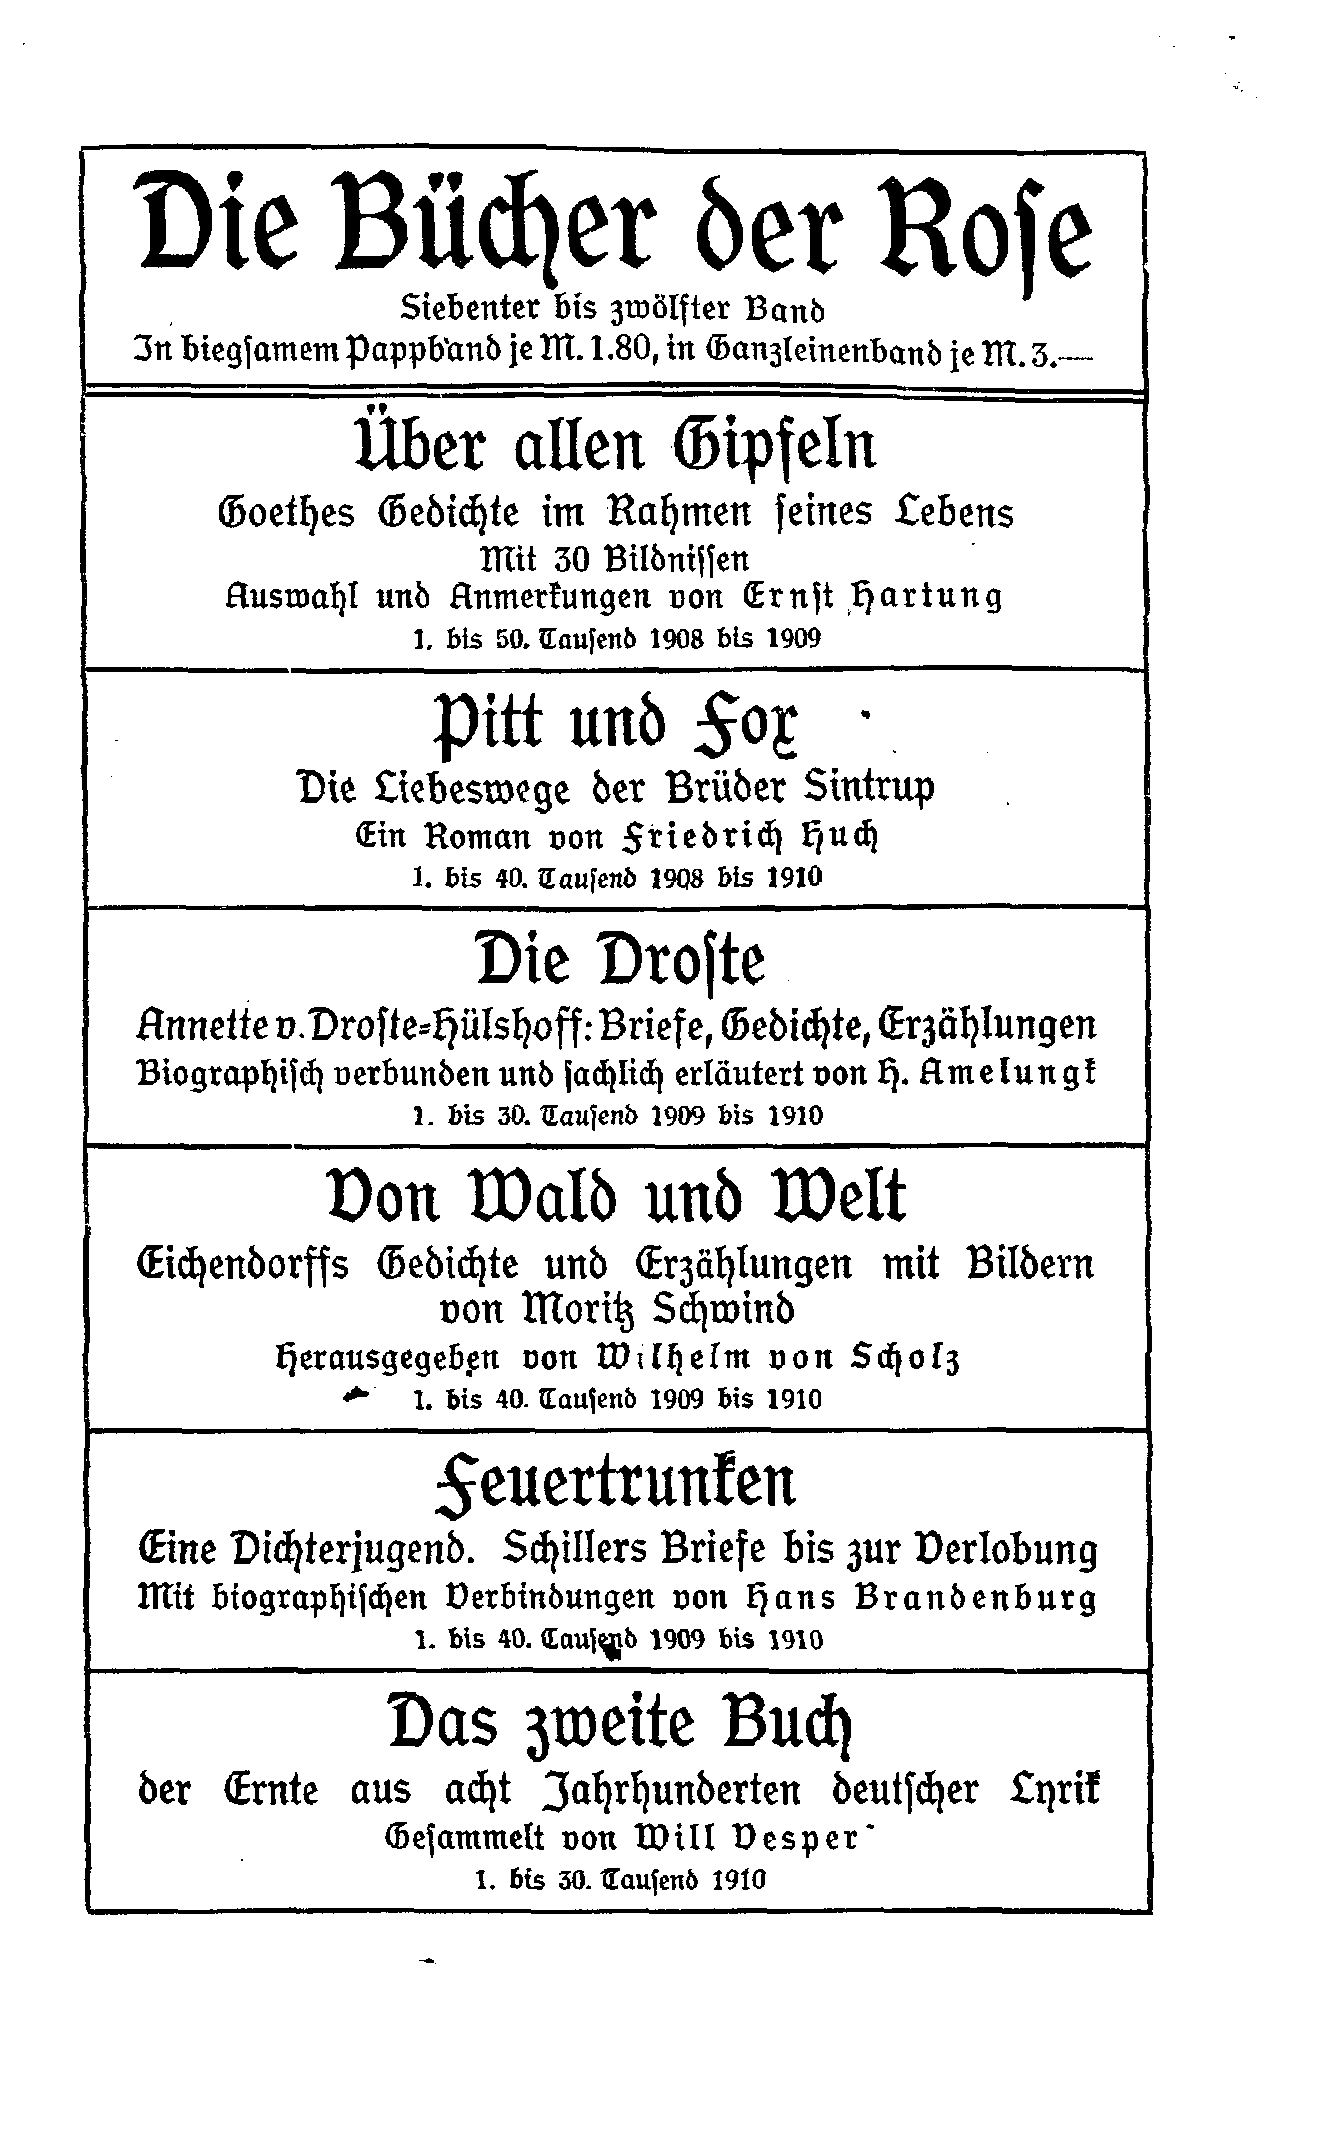 Die Bücher der Roſe
Siebenter bis zwölfter Band
In biegſamem Pappband je M. 1.80, in Ganzleinenband je M. 3.—
Über allen Gipfeln
Goethes Gedichte im Rahmen ſeines Lebens
Mit 30 Bildniſſen
Auswahl und Anmerkungen von Ernſt Hartung
1. bis 50. Tauſend 1908 bis 1909
Pitt und Fox
Die Liebeswege der Brüder Sintrup
Ein Roman von Friedrich Huch
1. bis 40. Tauſend 1908 bis 1910
Die Droſte
Annette v. Droſte-Hülshoff: Briefe, Gedichte, Erzählungen
Biographiſch verbunden und ſachlich erläutert von H. Amelungk
1. bis 30. Tauſend 1909 bis 1910
Von Wald und Welt
Eichendorffs Gedichte und Erzählungen mit Bildern
von Moritz Schwind
Herausgegeben von Wilhelm von Scholz
1. bis 40. Tauſend 1909 bis 1910
Feuertrunken
Eine Dichterjugend. Schillers Briefe bis zur Verlobung
Mit biographiſchen Verbindungen von Hans Brandenburg
1. bis 40. Tauſend 1909 bis 1910
Das zweite Buch
der Ernte aus acht Jahrhunderten deutſcher Lyrik
Geſammelt von Will Vesper
1. bis 30. Tauſend 1910